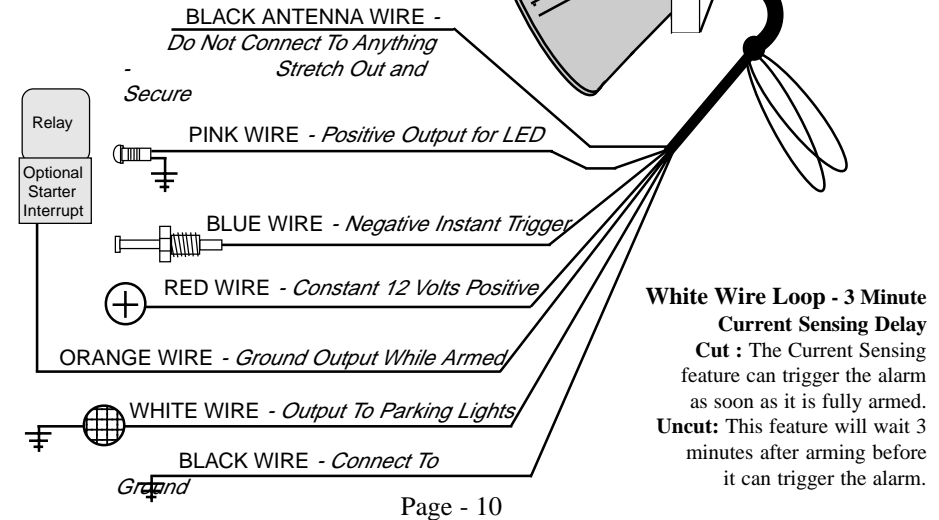 BLACK ANTENNA WIRE -
Do Not Connect To Anything
- Stretch Out and
Secure
Relay
Optional
Starter
Interrupt
PINK WIRE - Positive Output for LED
BLUE WIRE - Negative Instant Trigger
RED WIRE - Constant 12 Volts Positive
ORANGE WIRE - Ground Output While Armed
WHITE WIRE - Output To Parking Lights
BLACK WIRE - Connect To
Ground
White Wire Loop - 3 Minute
Current Sensing Delay
Cut : The Current Sensing
feature can trigger the alarm
as soon as it is fully armed.
Uncut: This feature will wait 3
minutes after arming before
it can trigger the alarm.
Page - 10